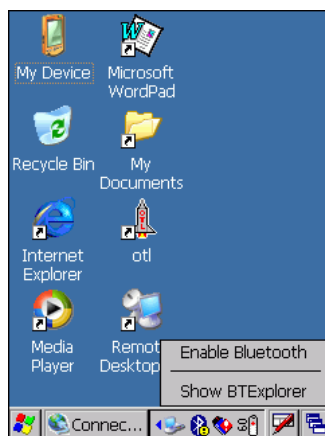 My Device
Microsoft
WordPad
Recycle Bin
My
Documents
Internet
Explorer
otl
Media
Player
Remot
Desktop
Enable Bluetooth
Show BTExplorer
Connec...